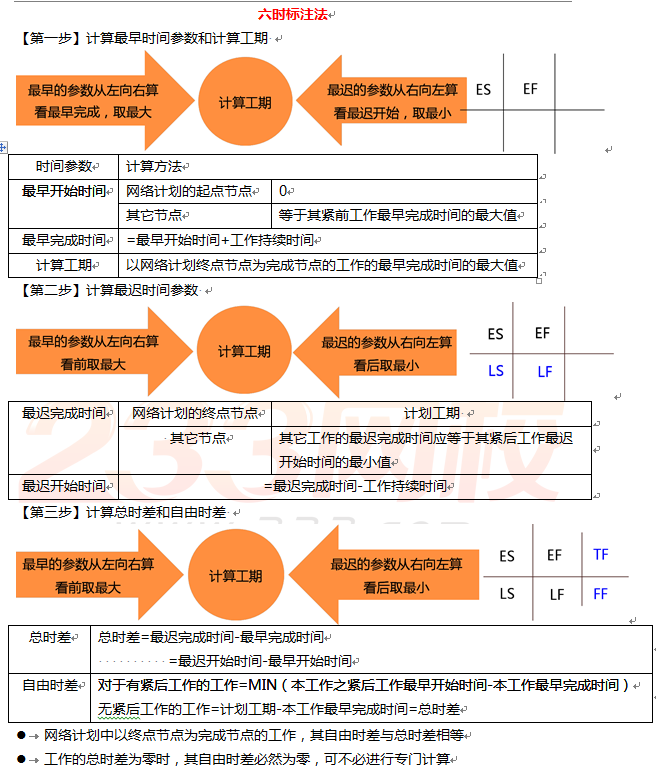 六时标注法
【第一步】计算最早时间参数和计算工期
最早的参数从左向右算
看最早完成，取最大
计算工期
最迟的参数从右向左算
看最迟开始，取最小
ES EF
时间参数 计算方法
最早开始时间 网络计划的起点节点 0
其它节点 等于其紧前工作最早完成时间的最大值
最早完成时间 =最早开始时间+工作持续时间
计算工期 以网络计划终点节点为完成节点的工作的最早完成时间的最大值
【第二步】计算最迟时间参数
最早的参数从左向右算
看前取最大
计算工期
最迟的参数从右向左算
看后取最小
ES EF
LS LF
最迟完成时间 网络计划的终点节点 计划工期
其它节点 其它工作的最迟完成时间应等于其紧后工作最迟
开始时间的最小值
最迟开始时间 =最迟完成时间-工作持续时间
233网校
【第三步】计算总时差和自由时差
最早的参数从左向右算
看前取最大
计算工期
最迟的参数从右向左算
看后取最小
ES EF TF
LS LF FF
总时差 总时差=最迟完成时间-最早完成时间
=最迟开始时间-最早开始时间
自由时差 对于有紧后工作的工作=MIN（本工作之紧后工作最早开始时间-本工作最早完成时间）
无紧后工作的工作=计划工期-本工作最早完成时间=总时差
●→ 网络计划中以终点节点为完成节点的工作，其自由时差与总时差相等
●→ 工作的总时差为零时，其自由时差必然为零，可不必进行专门计算